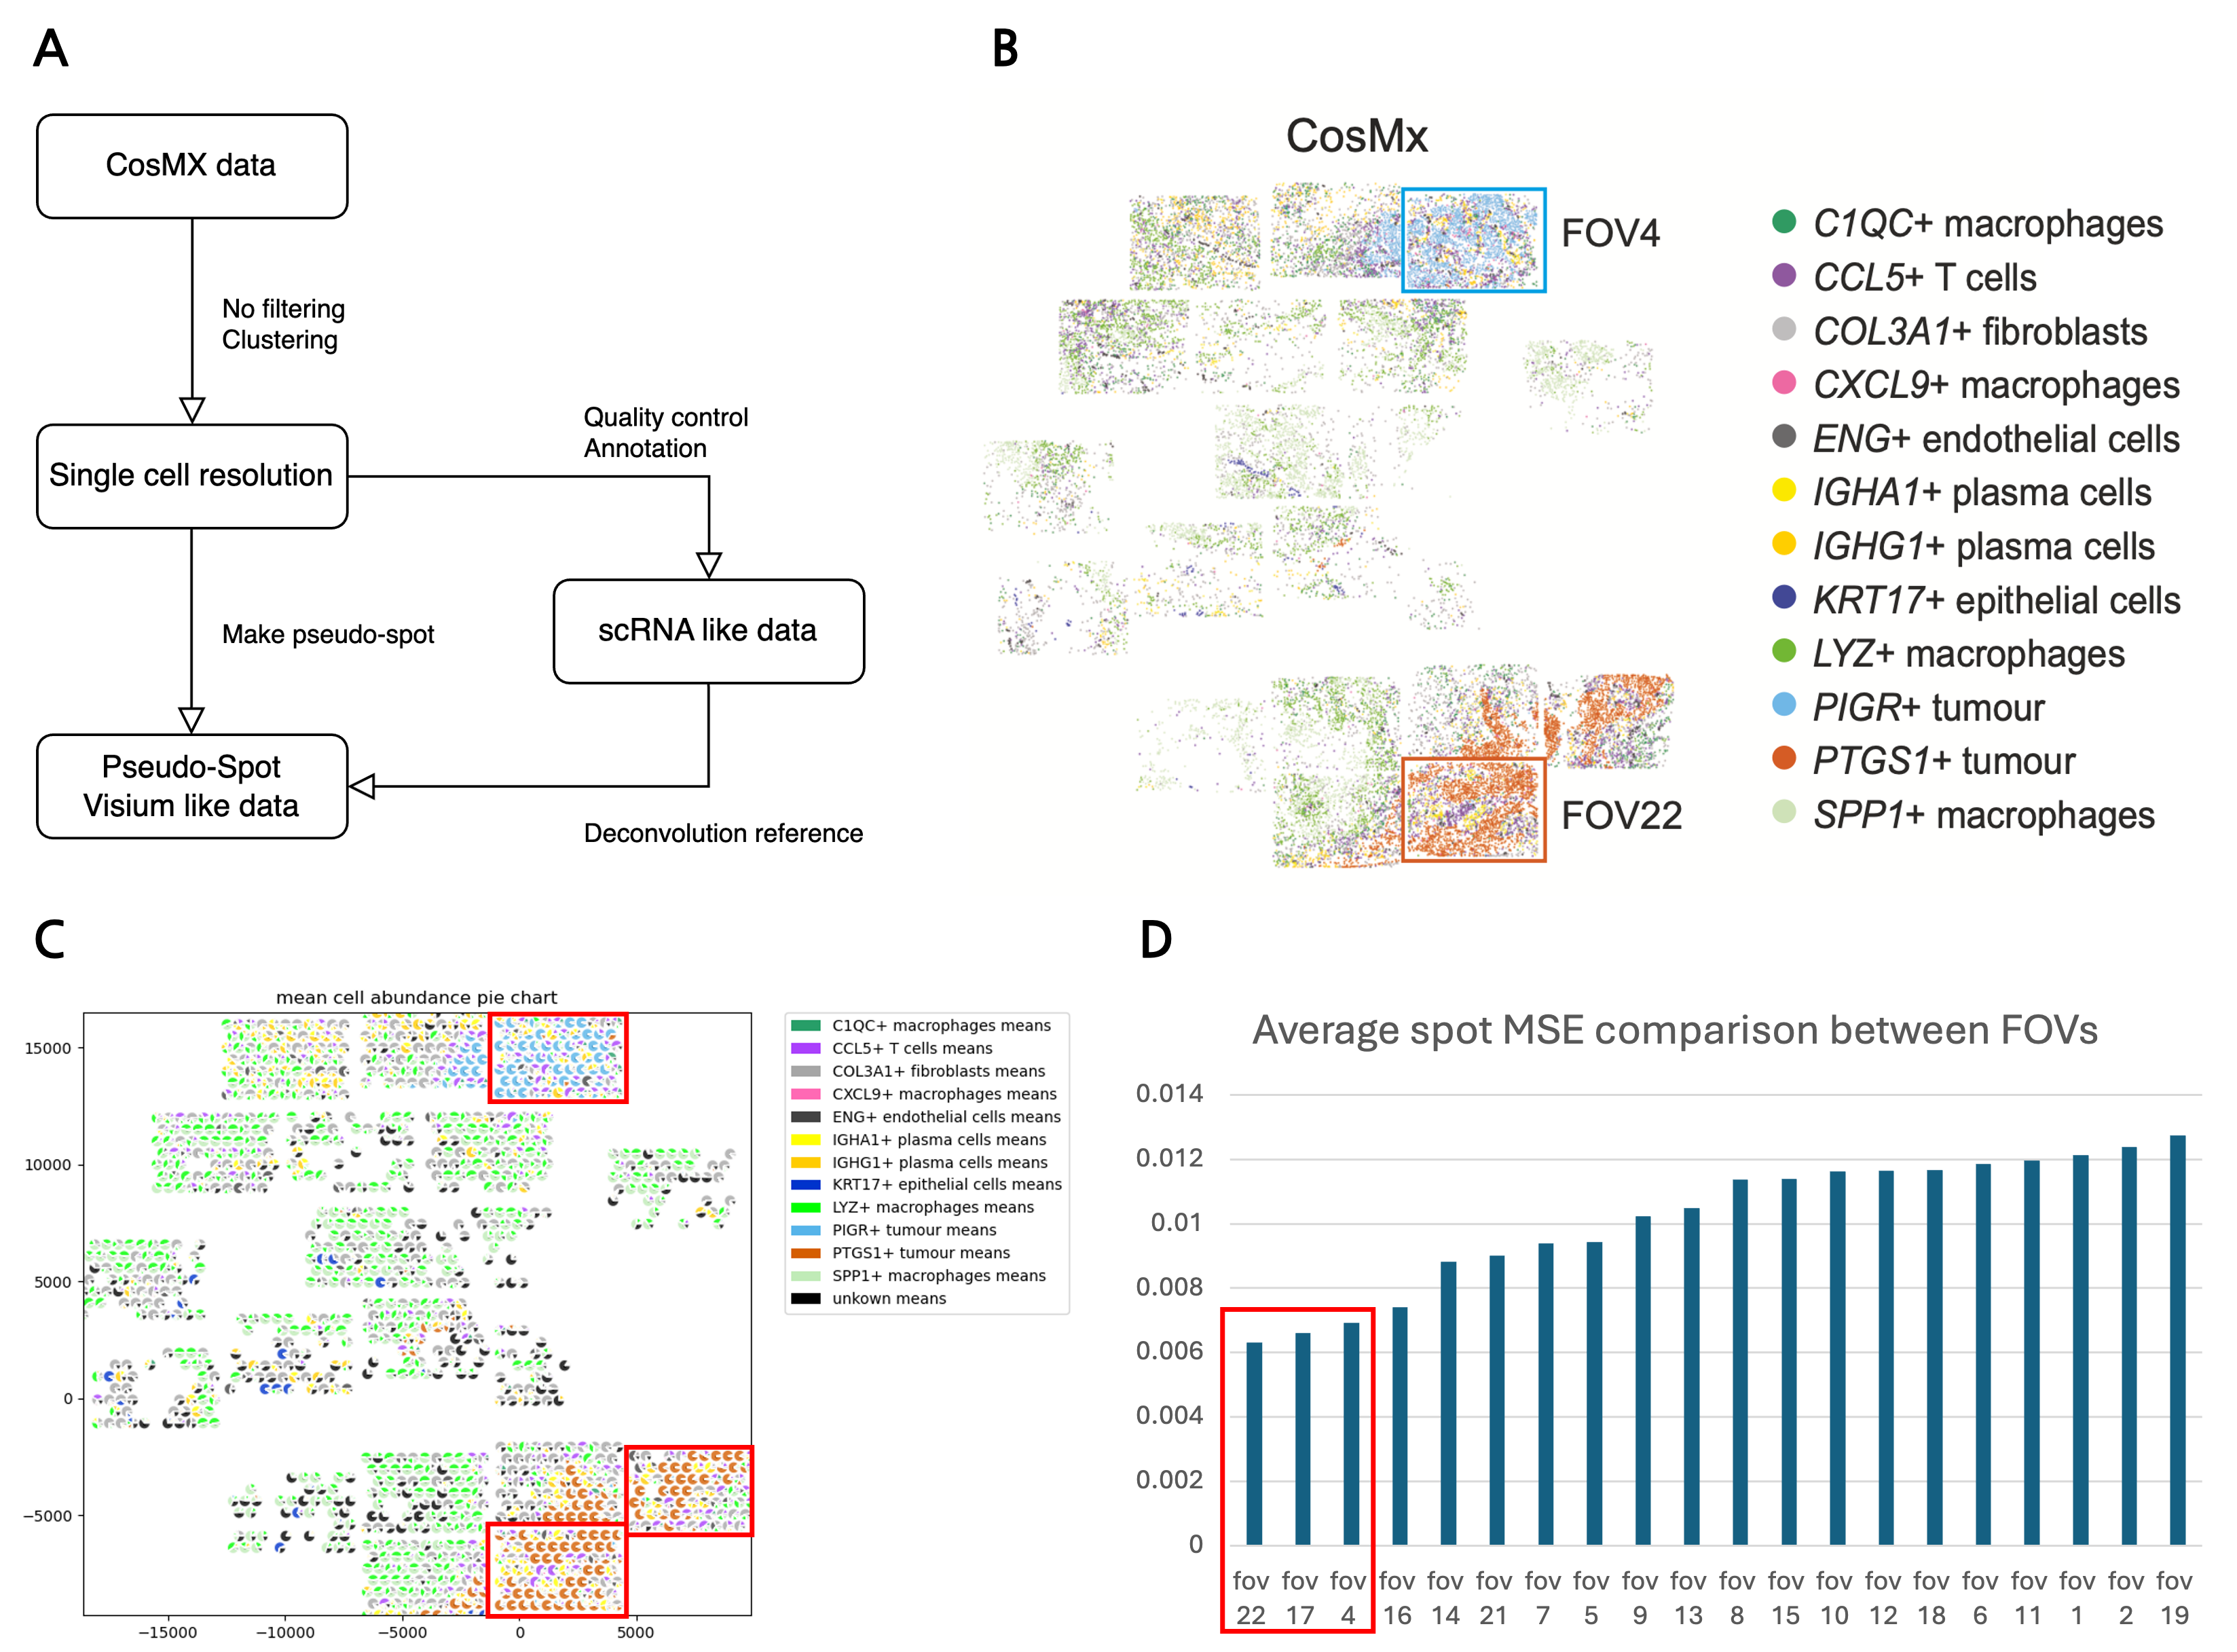 A
CosMX data
No filtering
Clustering
Single cell resolution
Quality control
Annotation
scRNA like data
Make pseudo-spot
Pseudo-Spot
Visium like data
Deconvolution reference
B
CosMx
FOV4
FOV22
C1QC+ macrophages
CCL5+ T cells
COL3A1+ fibroblasts
CXCL9+ macrophages
ENG+ endothelial cells
IGHA1+ plasma cells
IGHG1+ plasma cells
KRT17+ epithelial cells
LYZ+ macrophages
PIGR+ tumour
PTGS1+ tumour
SPP1+ macrophages
C
mean cell abundance pie chart
15000
10000
5000
0
−5000
−15000 −10000 −5000 0 5000
C1QC+ macrophages means
CCL5+ T cells means
COL3A1+ fibroblasts means
CXCL9+ macrophages means
ENG+ endothelial cells means
IGHA1+ plasma cells means
IGHG1+ plasma cells means
KRT17+ epithelial cells means
LYZ+ macrophages means
PIGR+ tumour means
PTGS1+ tumour means
SPP1+ macrophages means
unkown means
D
Average spot MSE comparison between FOVs
0.014
0.012
0.01
0.008
0.006
0.004
0.002
0
fov fov fov fov fov fov fov fov fov fov fov fov fov fov fov fov fov fov fov fov
22 17 4 16 14 21 7 5 9 13 8 15 10 12 18 6 11 1 2 19